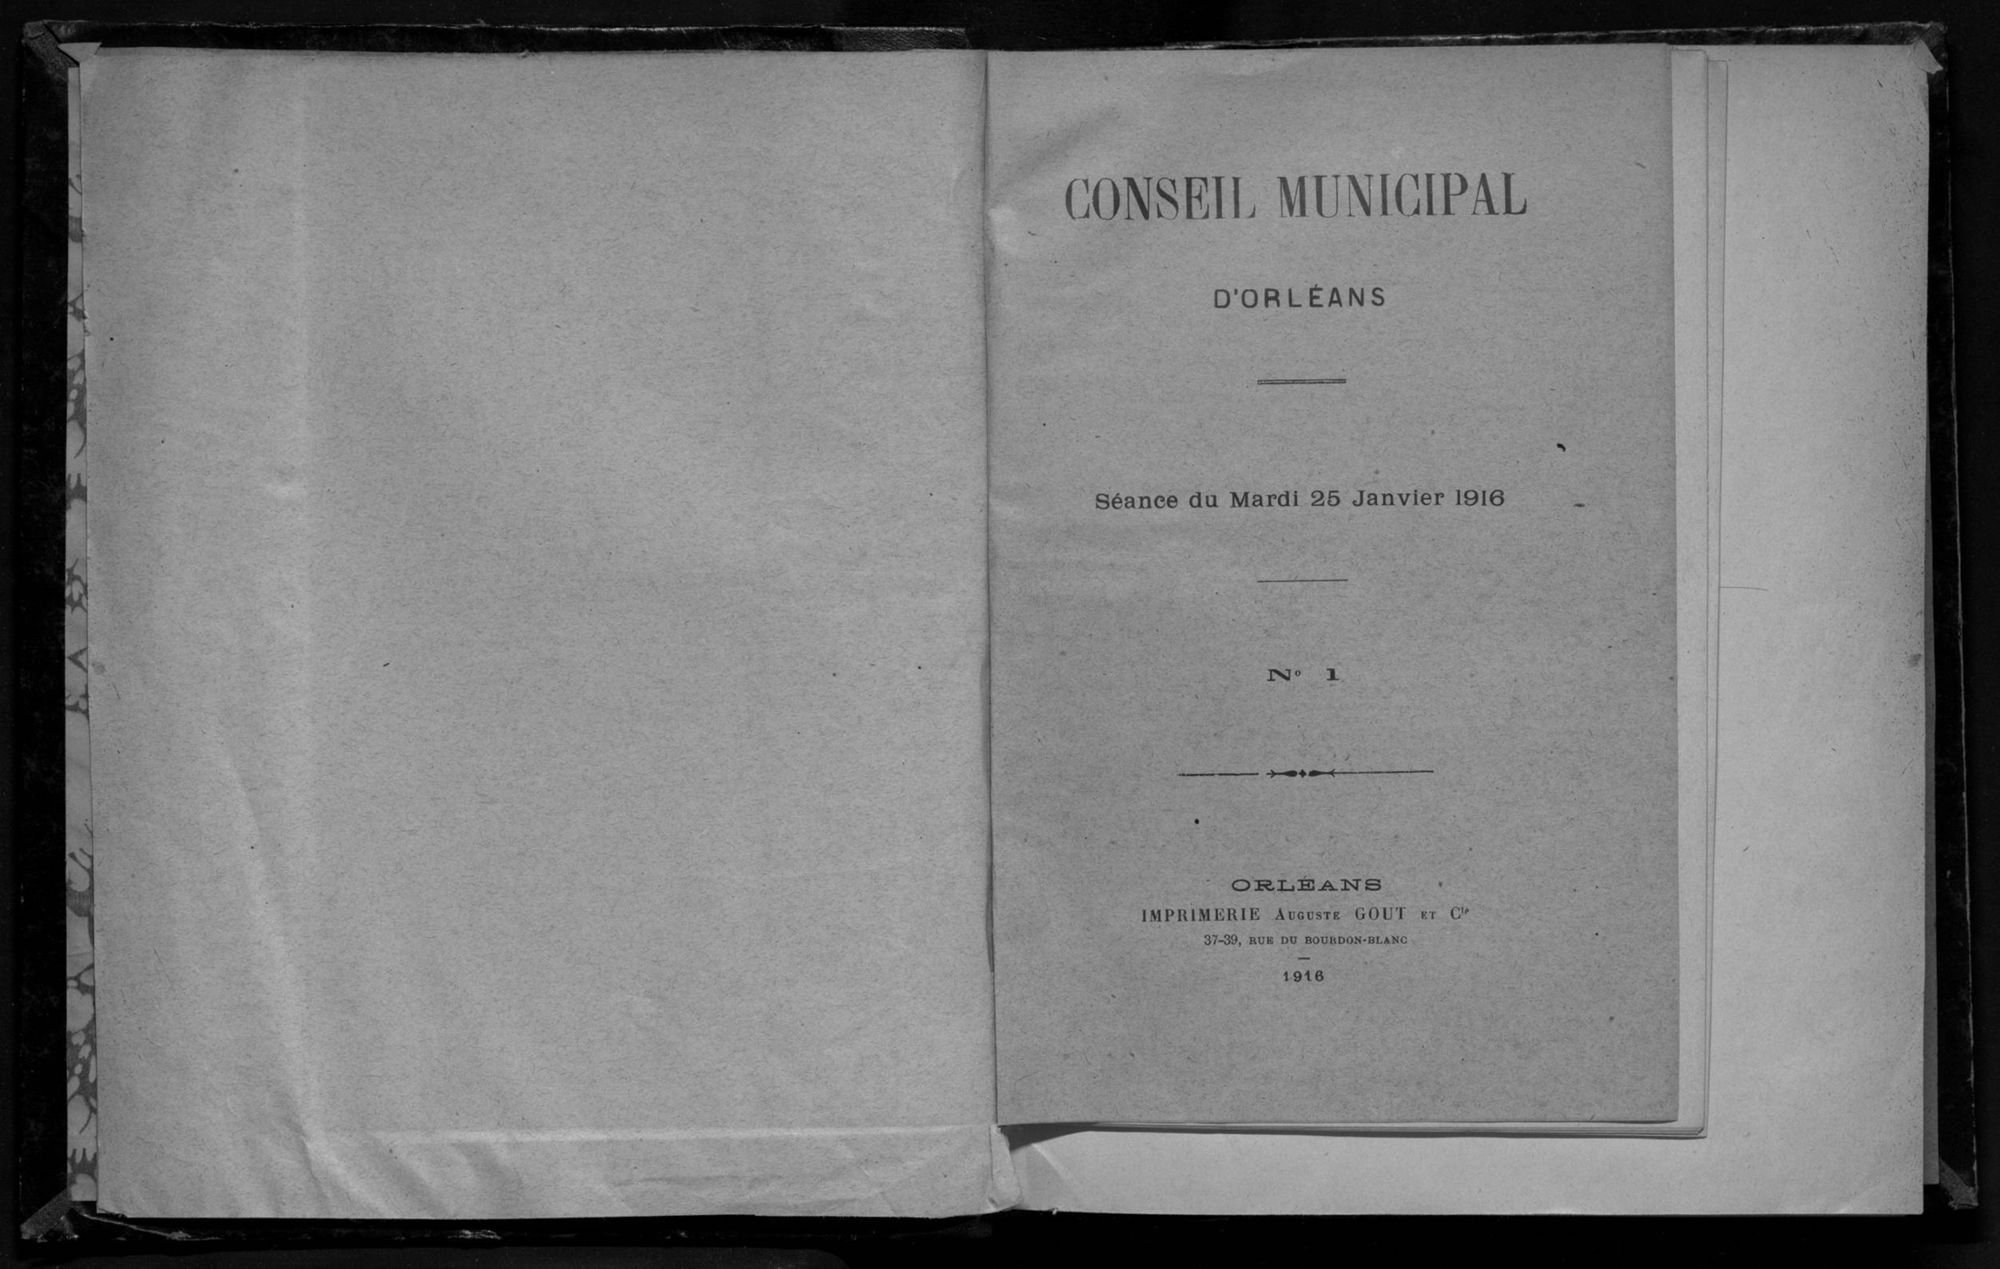 CONSEIL MUNICIPAL
D'ORLÉANS
Séance du Mardi 25 Janvier 1916
Nº 1
ORLÉANS
IMPRIMERIE AUGUSTE GOUT ET Cie
37-39, RUE DU BOURDON-BLANC
1916